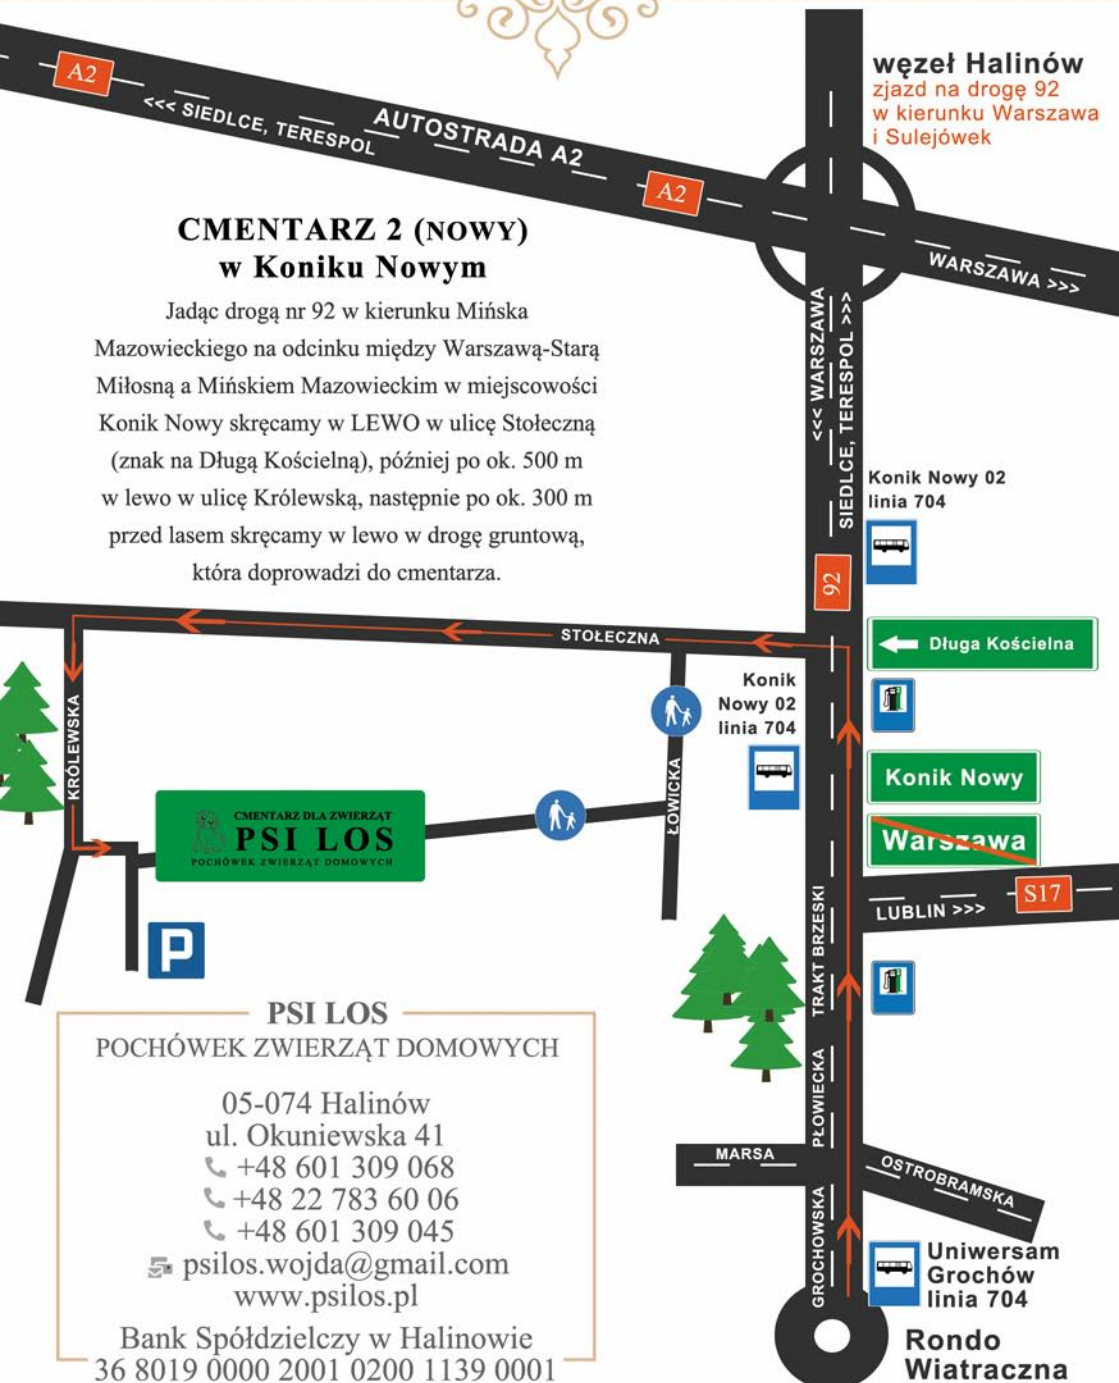 węzeł Halinów
zjazd na drogę 92
w kierunku Warszawa
i Sulejówek
A2
<<< SIEDLCE, TERESPOL
AUTOSTRADA A2
A2
WARSZAWA >>>
CMENTARZ 2 (NOWY)
w Koniku Nowym
Jadąc drogą nr 92 w kierunku Mińska
Mazowieckiego na odcinku między Warszawą-Starą
Miłosną a Mińskiem Mazowieckim w miejscowości
Konik Nowy skręcamy w LEWO w ulicę Stołeczną
(znak na Długą Kościelną), później po ok. 500 m
w lewo w ulicę Królewską, następnie po ok. 300 m
przed lasem skręcamy w lewo w drogę gruntową,
która doprowadzi do cmentarza.
<<< WARSZAWA
SIEDLCE, TERESPOL >>>
Konik Nowy 02
linia 704
92
STOŁECZNA
Długa Kościelna
Konik
Nowy 02
linia 704
KRÓLEWSKA
ŁOWICKA
Konik Nowy
Warszawa
CMENTARZ DLA ZWIERZĄT
PSI LOS
POCHÓWEK ZWIERZĄT DOMOWYCH
S17
LUBLIN >>>
P
TRAKT BRZESKI
PŁOWIECKA
MARSA
OSTROBRAMSKA
GROCHOWSKA
Uniwersam
Grochów
linia 704
Rondo
Wiatraczna
PSI LOS
POCHÓWEK ZWIERZĄT DOMOWYCH
05-074 Halinów
ul. Okuniewska 41
+48 601 309 068
+48 22 783 60 06
+48 601 309 045
psilos.wojda@gmail.com
www.psilos.pl
Bank Spółdzielczy w Halinowie
36 8019 0000 2001 0200 1139 0001